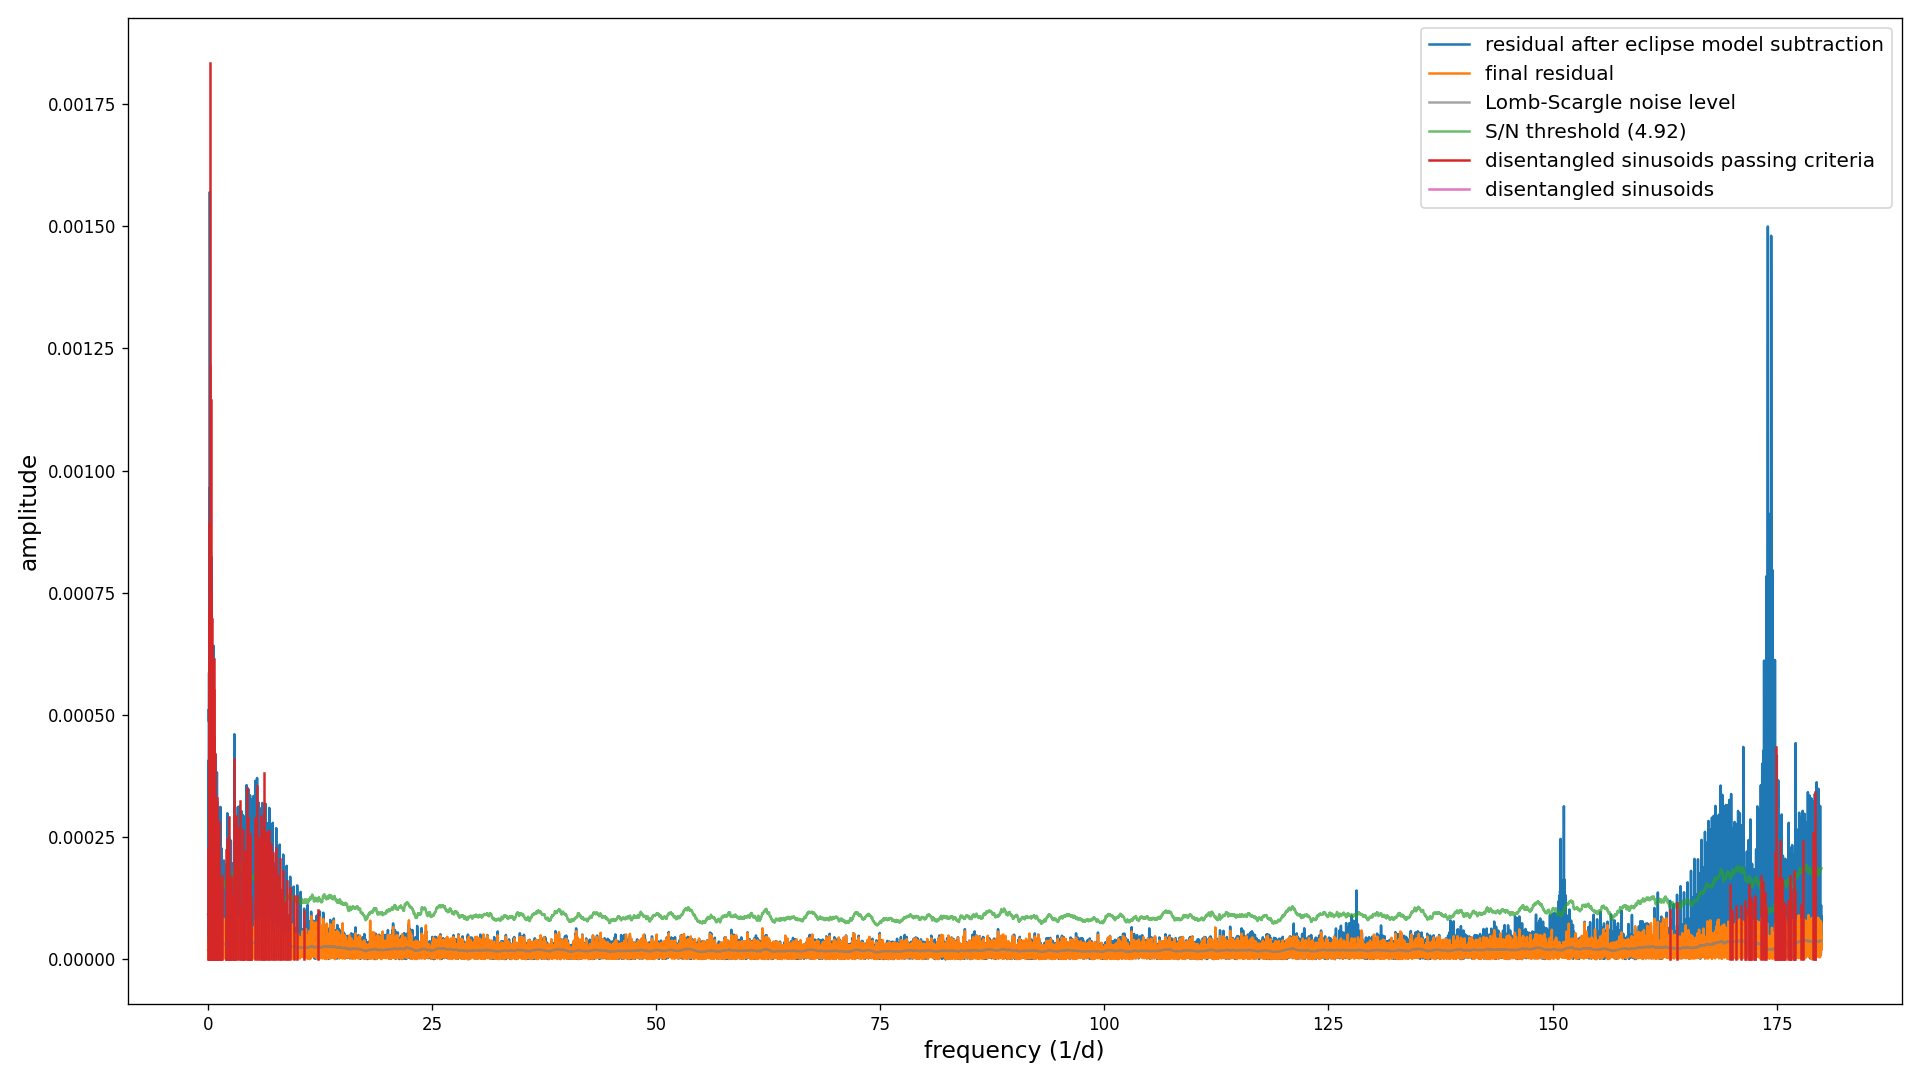 residual after eclipse model subtraction
final residual
Lomb-Scargle noise level
S/N threshold (4.92)
disentangled sinusoids passing criteria
disentangled sinusoids
amplitude
0.00175
0.00150
0.00125
0.00100
0.00075
0.00050
0.00025
0.00000
0 25 50 75 100 125 150 175
frequency (1/d)